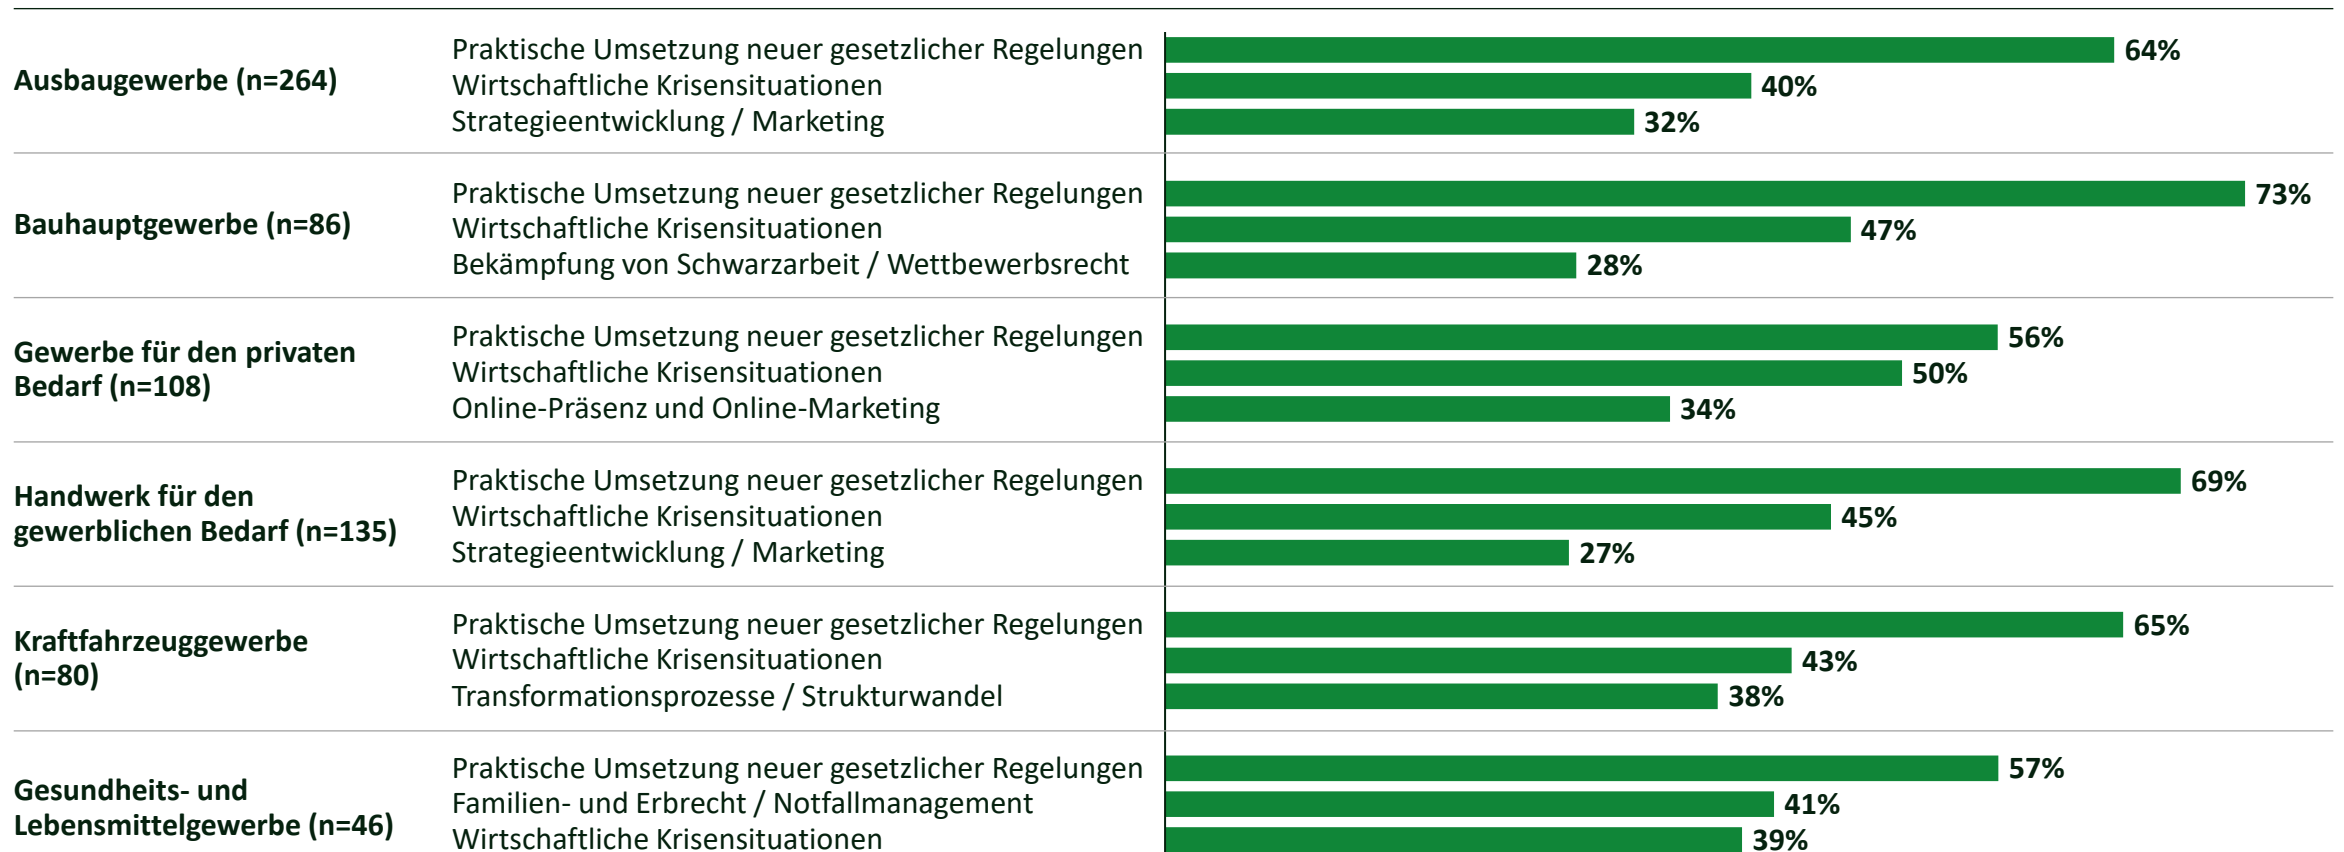 Ausbaugewerbe (n=264)
Praktische Umsetzung neuer gesetzlicher Regelungen 64%
Wirtschaftliche Krisensituationen 40%
Strategieentwicklung / Marketing 32%
Bauhauptgewerbe (n=86)
Praktische Umsetzung neuer gesetzlicher Regelungen 73%
Wirtschaftliche Krisensituationen 47%
Bekämpfung von Schwarzarbeit / Wettbewerbsrecht 28%
Gewerbe für den privaten
Bedarf (n=108)
Praktische Umsetzung neuer gesetzlicher Regelungen 56%
Wirtschaftliche Krisensituationen 50%
Online-Präsenz und Online-Marketing 34%
Handwerk für den
gewerblichen Bedarf (n=135)
Praktische Umsetzung neuer gesetzlicher Regelungen 69%
Wirtschaftliche Krisensituationen 45%
Strategieentwicklung / Marketing 27%
Kraftfahrzeuggewerbe
(n=80)
Praktische Umsetzung neuer gesetzlicher Regelungen 65%
Wirtschaftliche Krisensituationen 43%
Transformationsprozesse / Strukturwandel 38%
Gesundheits- und
Lebensmittelgewerbe (n=46)
Praktische Umsetzung neuer gesetzlicher Regelungen 57%
Familien- und Erbrecht / Notfallmanagement 41%
Wirtschaftliche Krisensituationen 39%